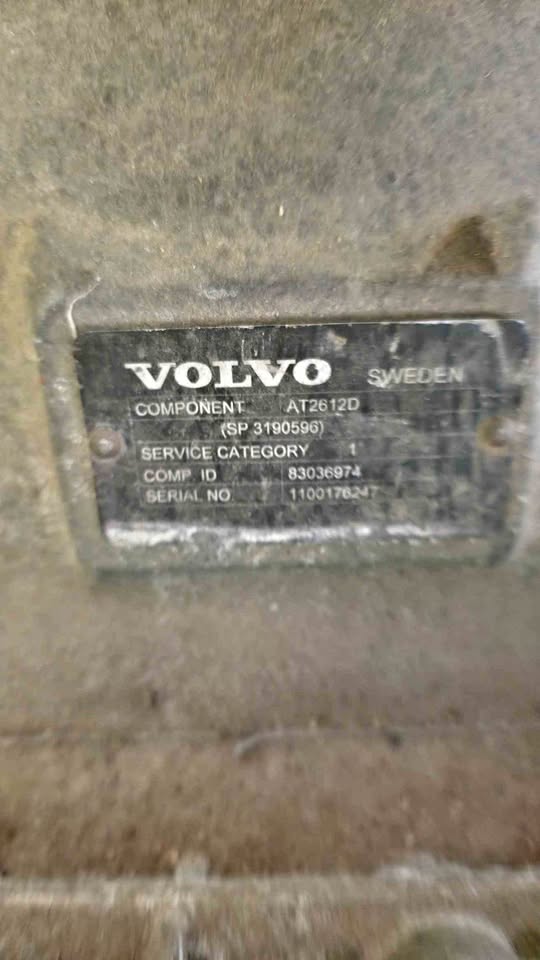 VOLVO SWEDEN
COMPONENT AT2612D
(SP 3190596)
SERVICE CATEGORY 1
COMP. ID 83036974
SERIAL NO. 1100176247